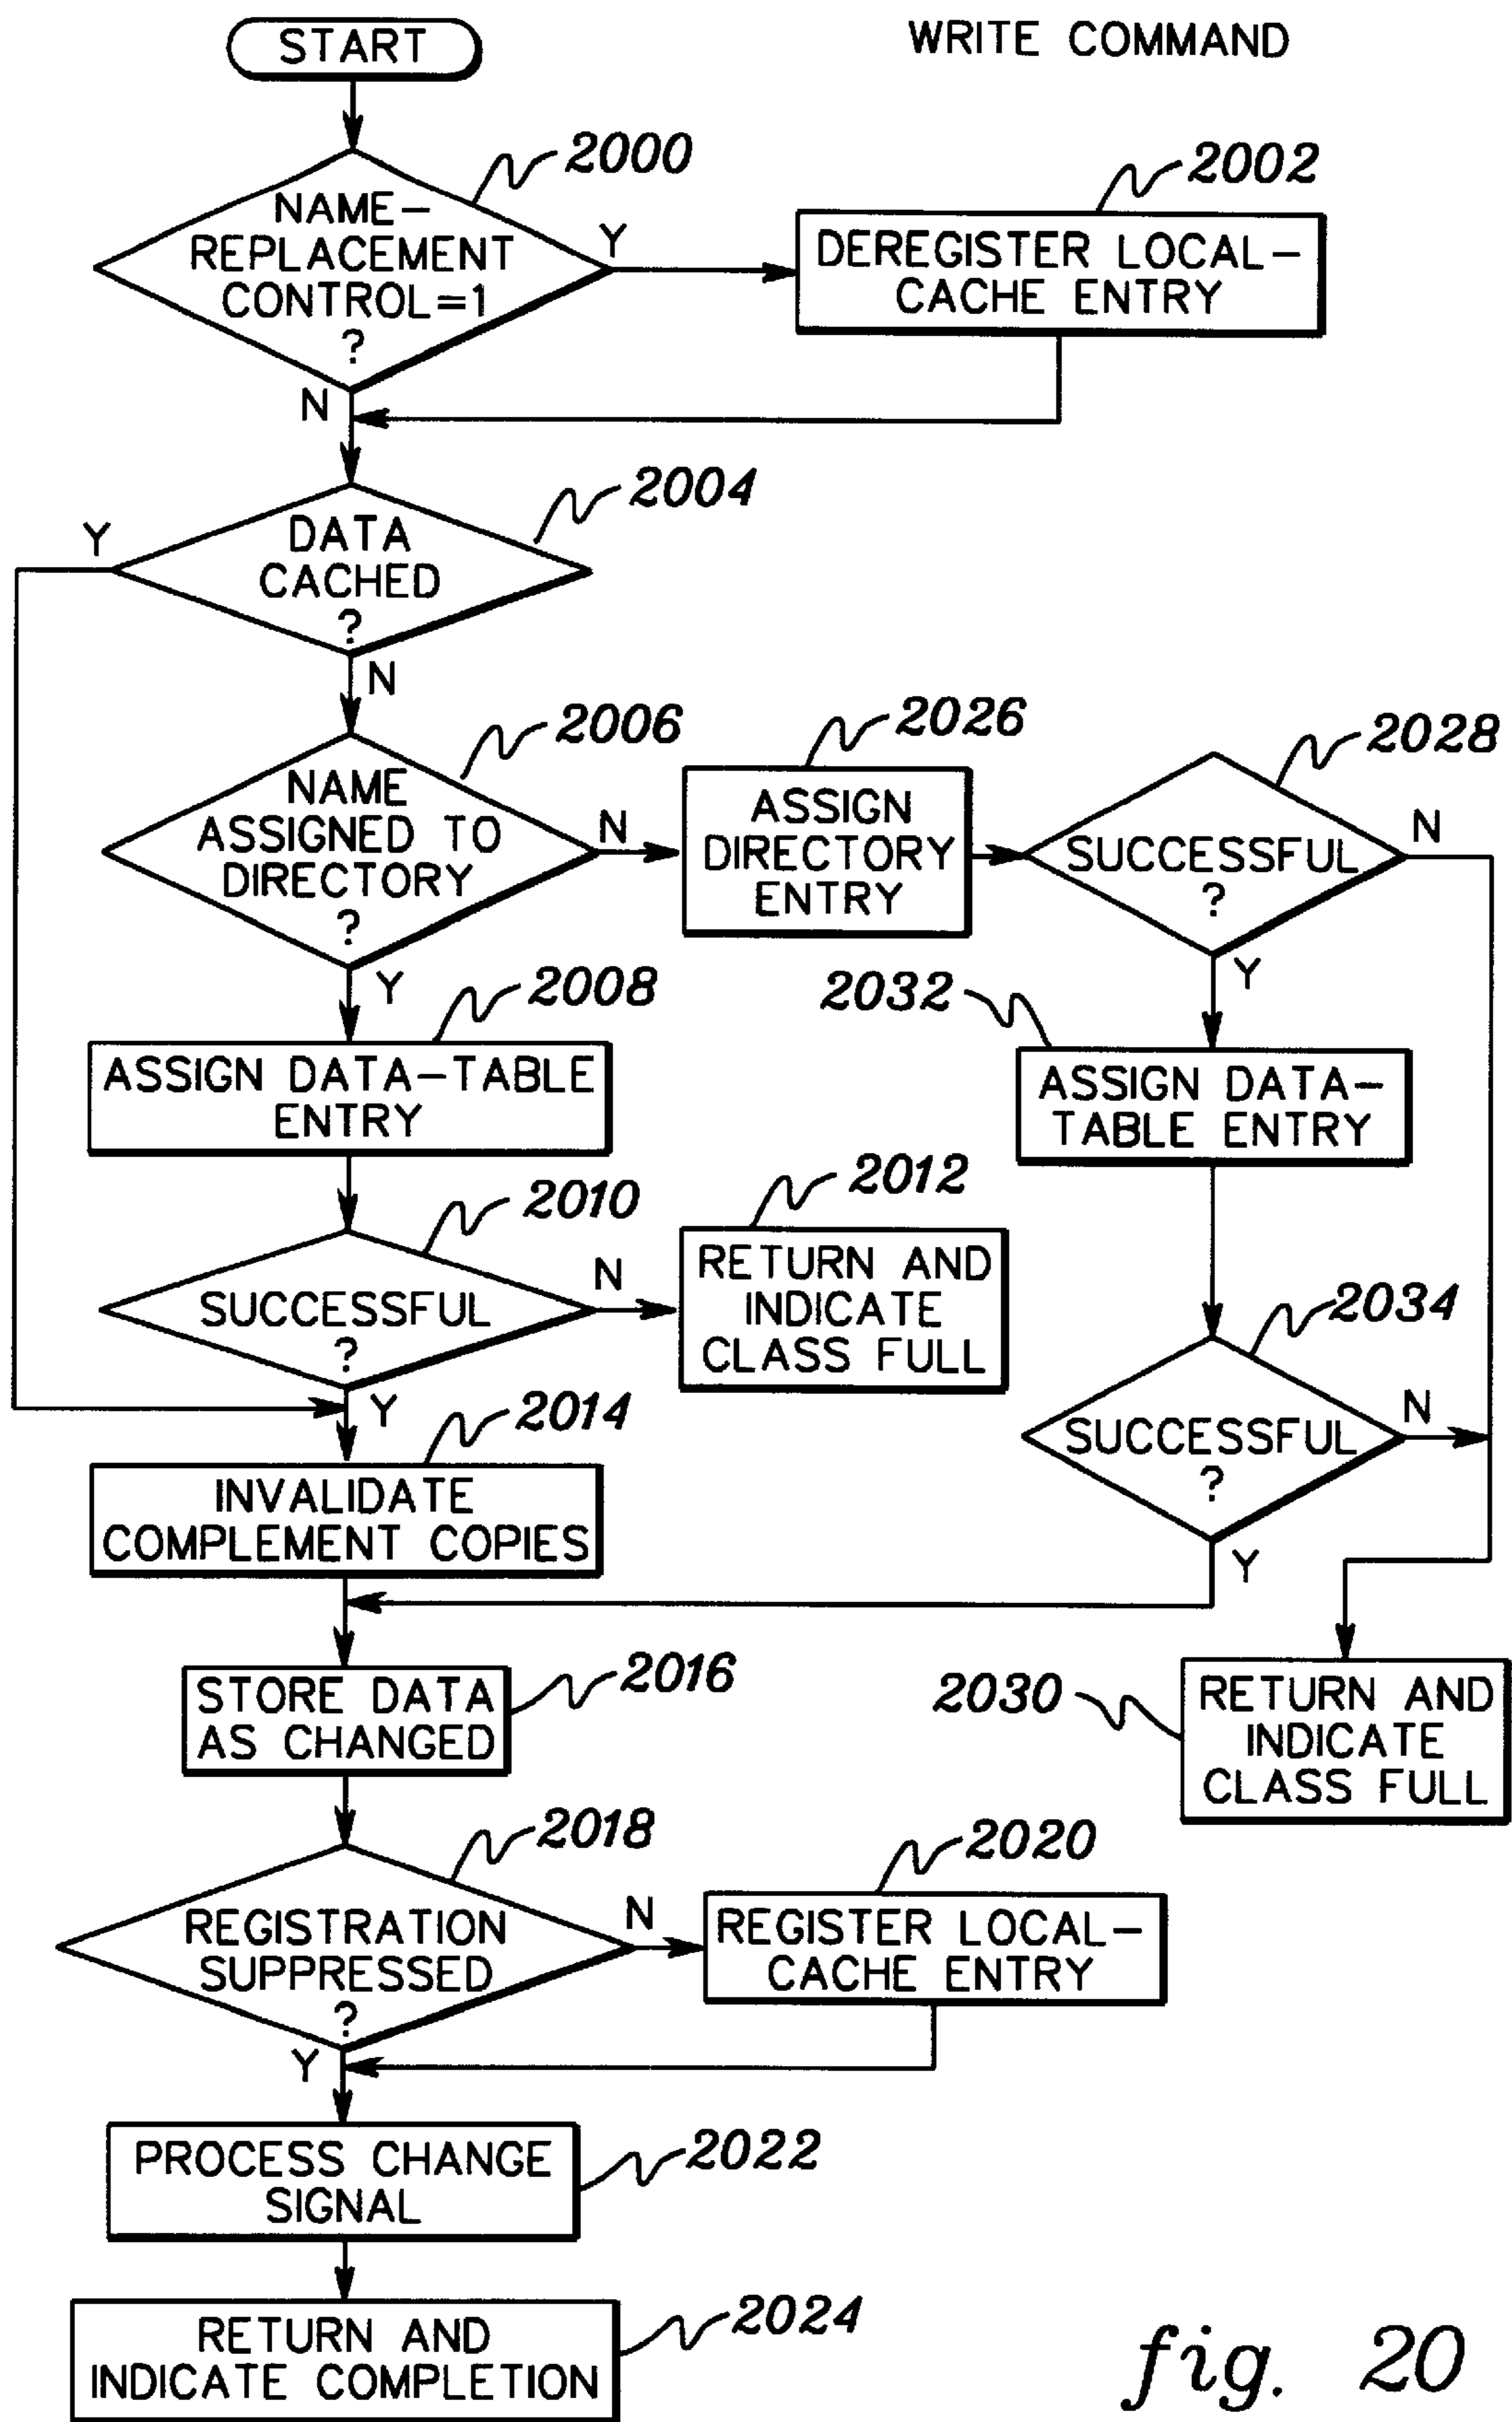 START
WRITE COMMAND
2000
NAME-
REPLACEMENT
CONTROL=1
?
Y
N
2002
DEREGISTER LOCAL-
CACHE ENTRY
2004
DATA
CACHED
?
Y
N
2006
NAME
ASSIGNED TO
DIRECTORY
?
N
Y
2026
ASSIGN
DIRECTORY
ENTRY
2028
SUCCESSFUL
?
N
Y
2008
ASSIGN DATA-TABLE
ENTRY
2032
ASSIGN DATA-
TABLE ENTRY
2010
SUCCESSFUL
?
N
Y
2012
RETURN AND
INDICATE
CLASS FULL
2034
SUCCESSFUL
?
N
Y
2014
INVALIDATE
COMPLEMENT COPIES
2016
STORE DATA
AS CHANGED
2030
RETURN AND
INDICATE
CLASS FULL
2018
REGISTRATION
SUPPRESSED
?
N
Y
2020
REGISTER LOCAL-
CACHE ENTRY
2022
PROCESS CHANGE
SIGNAL
2024
RETURN AND
INDICATE COMPLETION
fig. 20